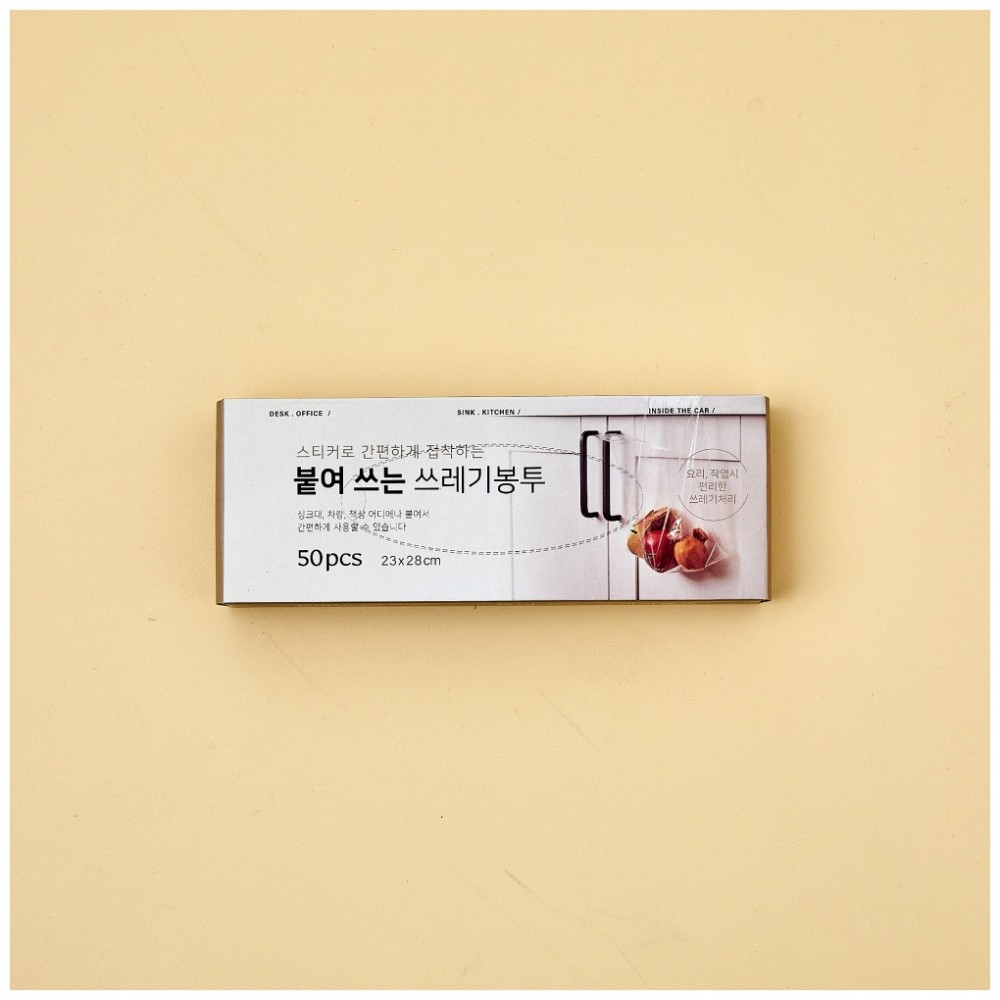 DESK . OFFICE /
SINK . KITCHEN /
INSIDE THE CAR /
스티커로 간편하게 접착하는
붙여 쓰는 쓰레기봉투
싱크대, 차량, 책상 어디에나 붙여서
간편하게 사용할 수 있습니다
50pcs 23x28cm
요리, 작업시
편리한
쓰레기처리